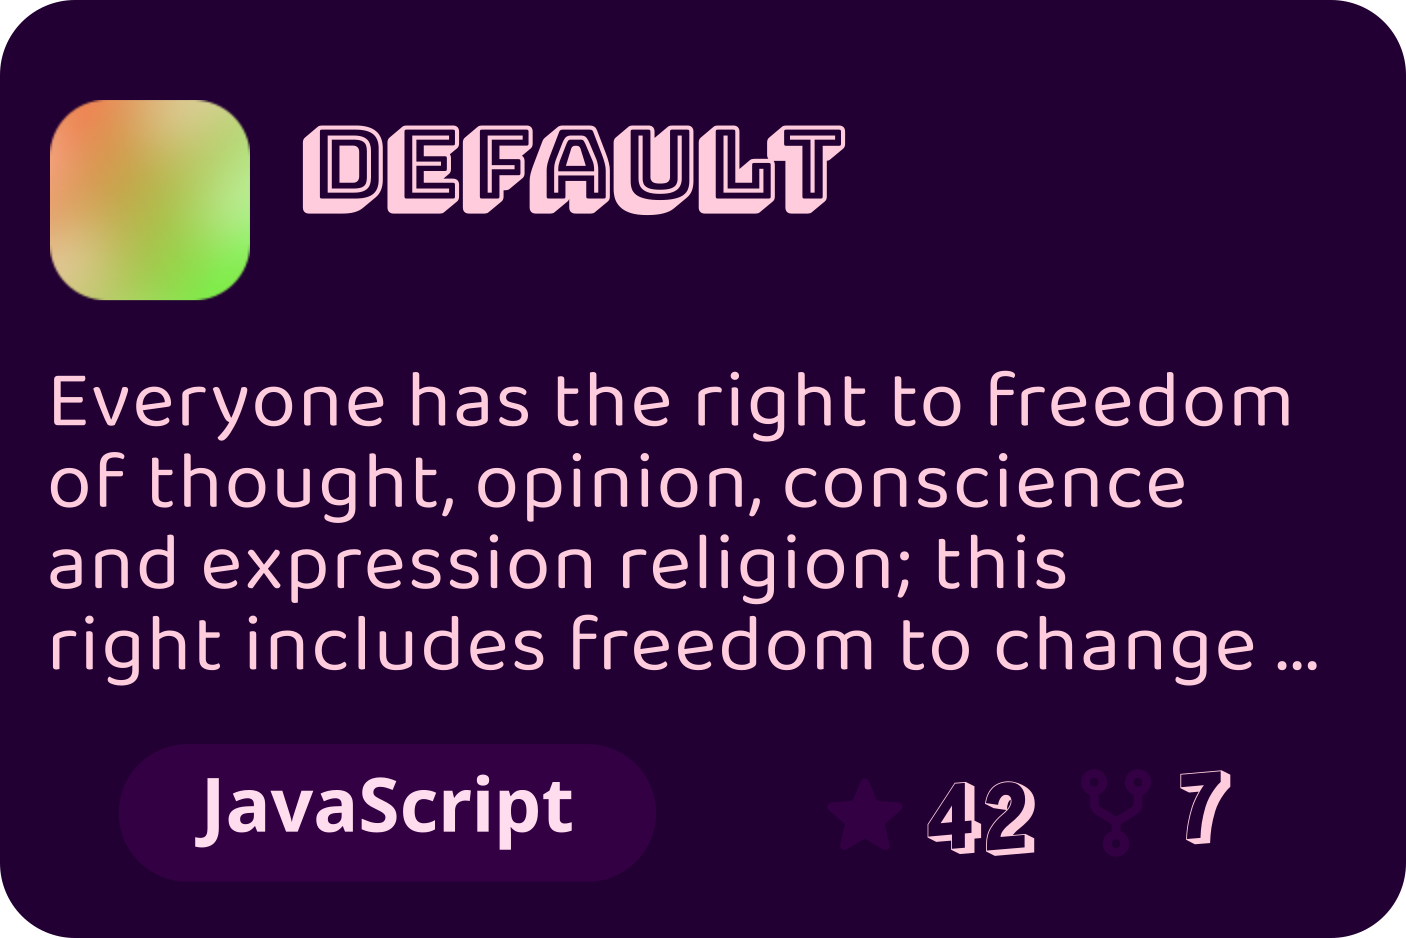 DEFAULT
Everyone has the right to freedom
of thought, opinion, conscience
and expression religion; this
right includes freedom to change ...
JavaScript
42
7